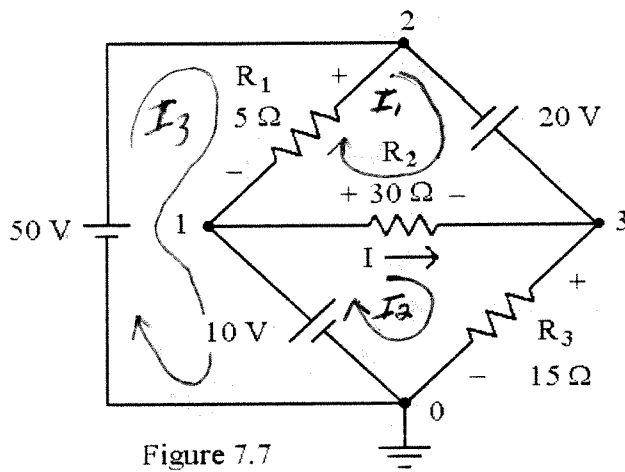 2
R1
+
I1
I3
5 Ω
20 V
R2
−
+ 30 Ω −
50 V
1
3
I
+
10 V
I2
R3
−
15 Ω
0
Figure 7.7